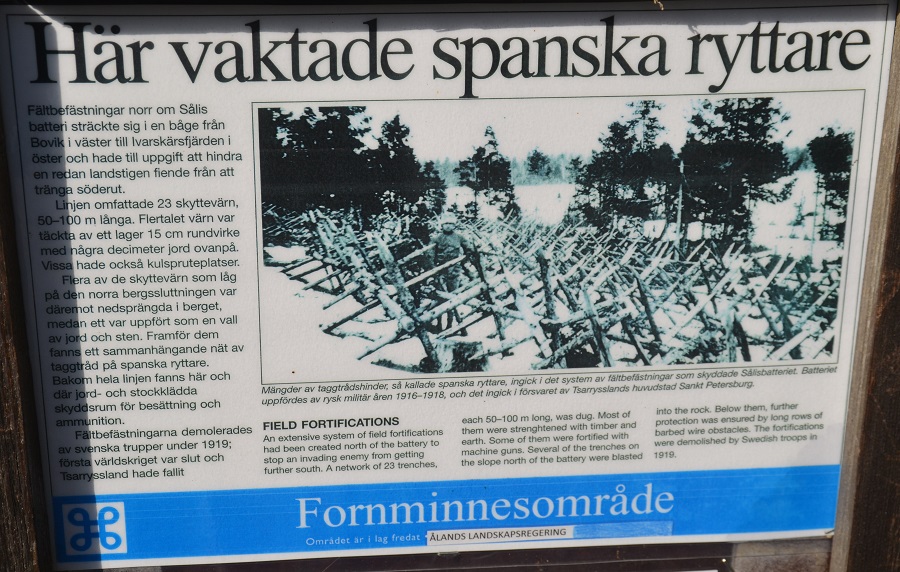 Här vaktade spanska ryttare
Fältbefästningar norr om Sålis
batteri sträckte sig i en båge från
Bovik i väster till Ivarskärsfjärden i
öster och hade till uppgift att hindra
en redan landstigen fiende från att
tränga söderut.
Linjen omfattade 23 skyttevärn,
50–100 m långa. Flertalet värn var
täckta av ett lager 15 cm rundvirke
med några decimeter jord ovanpå.
Vissa hade också kulspruteplatser.
Flera av de skyttevärn som låg
på den norra bergssluttningen var
däremot nedsprängda i berget,
medan ett var uppfört som en vall
av jord och sten. Framför dem
fanns ett sammanhängande nät av
taggtråd på spanska ryttare.
Bakom hela linjen fanns här och
där jord- och stockklädda
skyddsrum för besättning och
ammunition.
Fältbefästningarna demolerades
av svenska trupper under 1919;
första världskriget var slut och
Tsarryssland hade fallit
Mängder av taggtrådshinder, så kallade spanska ryttare, ingick i det system av fältbefästningar som skyddade Sålisbatteriet. Batteriet
uppfördes av rysk militär åren 1916–1918, och det ingick i försvaret av Tsarrysslands huvudstad Sankt Petersburg.
FIELD FORTIFICATIONS
An extensive system of field fortifications
had been created north of the battery to
stop an invading enemy from getting
further south. A network of 23 trenches,
each 50–100 m long, was dug. Most of
them were strenghtened with timber and
earth. Some of them were fortified with
machine guns. Several of the trenches on
the slope north of the battery were blasted
into the rock. Below them, further
protection was ensured by long rows of
barbed wire obstacles. The fortifications
were demolished by Swedish troops in
1919.
Fornminnesområde
Området är i lag fredat ÅLANDS LANDSKAPSREGERING